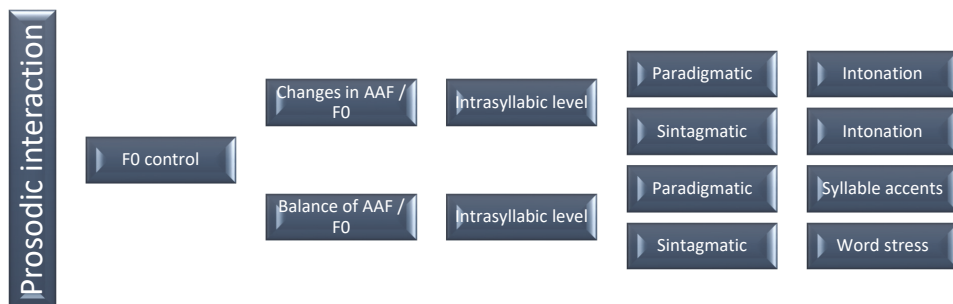 Prosodic interaction
F0 control
Changes in AAF /
F0
Intrasyllabic level
Paradigmatic
Intonation
Sintagmatic
Intonation
Balance of AAF /
F0
Intrasyllabic level
Paradigmatic
Syllable accents
Sintagmatic
Word stress